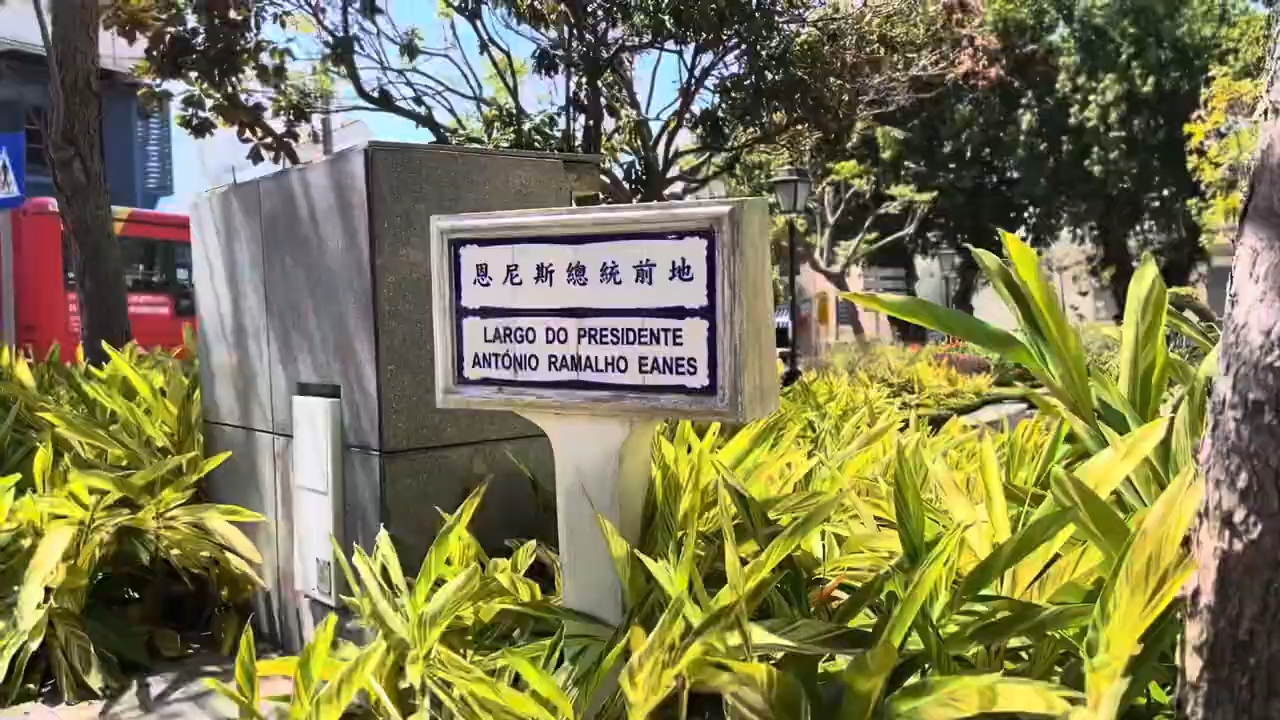 恩尼斯總統前地
LARGO DO PRESIDENTE
ANTÓNIO RAMALHO EANES